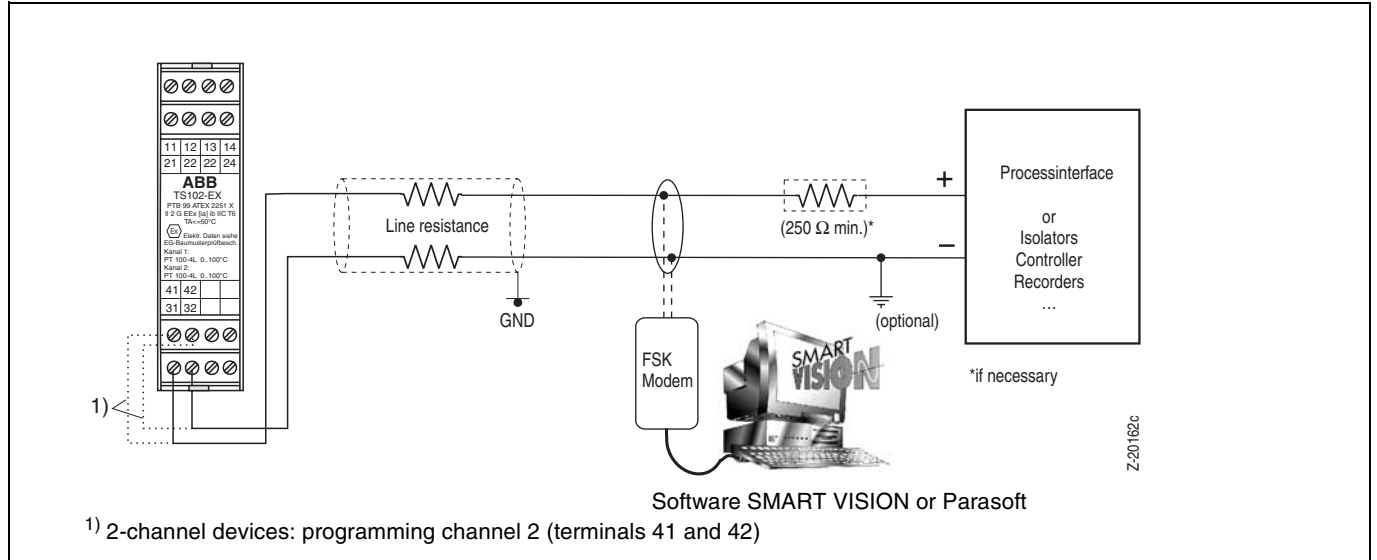 11 12 13 14
21 22 22 24
ABB
TS102-EX
PTB 99 ATEX 2251 X
II 2 G EEx [ia] ib IIC T6
TA<=50°C
Ex Elektr. Daten siehe
EG-Baumusterprüfbesch.
Kanal 1:
PT 100-4L 0..100°C
Kanal 2:
PT 100-4L 0..100°C
41 42
31 32
1)
Line resistance
GND
FSK
Modem
SMART
VISION
(250 Ω min.)*
+
–
(optional)
Processinterface
or
Isolators
Controller
Recorders
...
*if necessary
Z-20162c
Software SMART VISION or Parasoft
1) 2-channel devices: programming channel 2 (terminals 41 and 42)